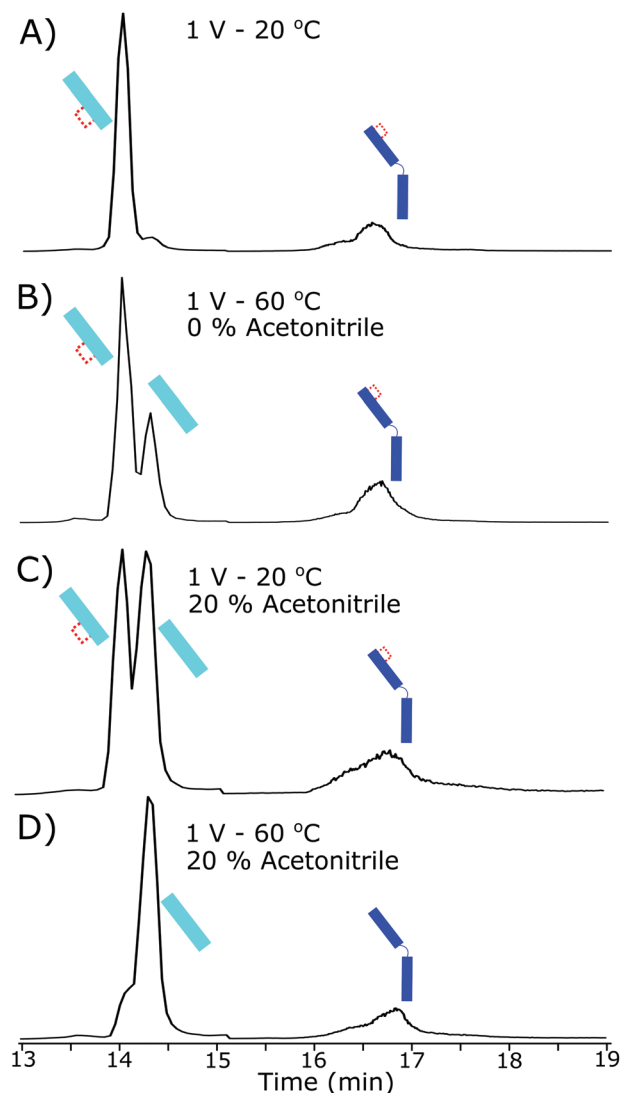 A)
1 V - 20 °C
B)
1 V - 60 °C
0 % Acetonitrile
C)
1 V - 20 °C
20 % Acetonitrile
D)
1 V - 60 °C
20 % Acetonitrile
13 14 15 16 17 18 19
Time (min)